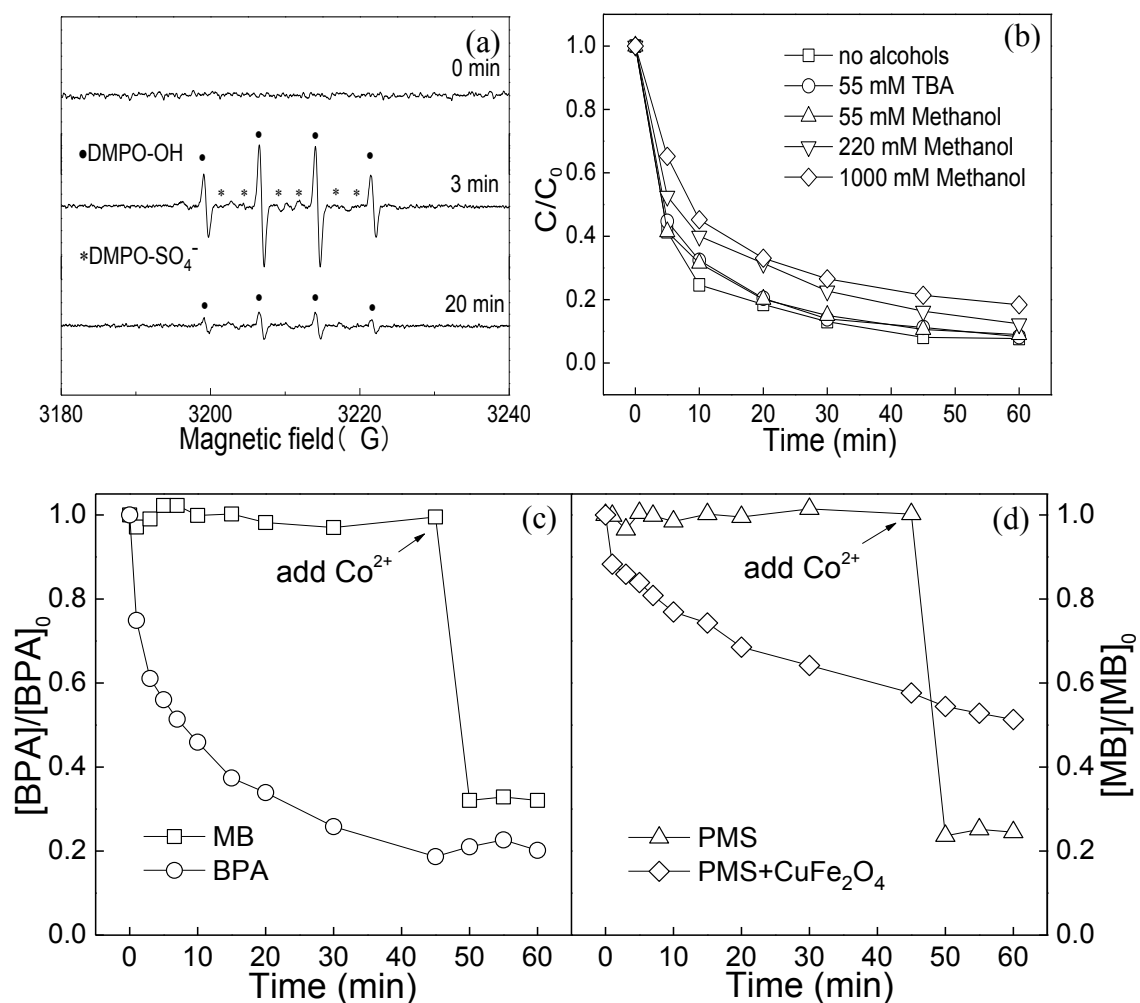 (a)
0 min
•DMPO-OH
3 min
*DMPO-SO₄⁻
20 min
3180 3200 3220 3240
Magnetic field( G)
(b)
no alcohols
55 mM TBA
55 mM Methanol
220 mM Methanol
1000 mM Methanol
1.0
0.8
0.6
0.4
0.2
0.0
C/C₀
0 10 20 30 40 50 60
Time (min)
(c)
add Co²⁺
MB
BPA
1.0
0.8
0.6
0.4
0.2
0.0
[BPA]/[BPA]₀
0 10 20 30 40 50 60
Time (min)
(d)
add Co²⁺
PMS
PMS+CuFe₂O₄
1.0
0.8
0.6
0.4
0.2
0.0
[MB]/[MB]₀
0 10 20 30 40 50 60
Time (min)